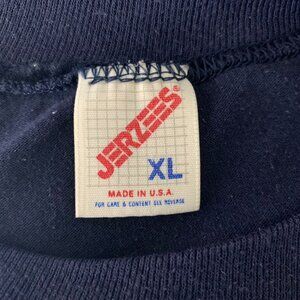 JERZEES®
XL
MADE IN U.S.A.
FOR CARE & CONTENT SEE REVERSE